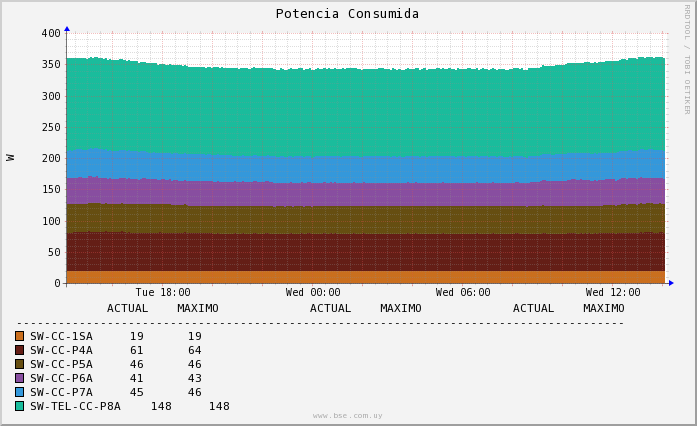 Potencia Consumida
RRDTOOL / TOBI OETIKER
W
400
350
300
250
200
150
100
50
0
Tue 18:00 Wed 00:00 Wed 06:00 Wed 12:00
ACTUAL MAXIMO ACTUAL MAXIMO ACTUAL MAXIMO
--------------------------------------------------------------------------------
SW-CC-1SA 19 19
SW-CC-P4A 61 64
SW-CC-P5A 46 46
SW-CC-P6A 41 43
SW-CC-P7A 45 46
SW-TEL-CC-P8A 148 148
www.bse.com.uy